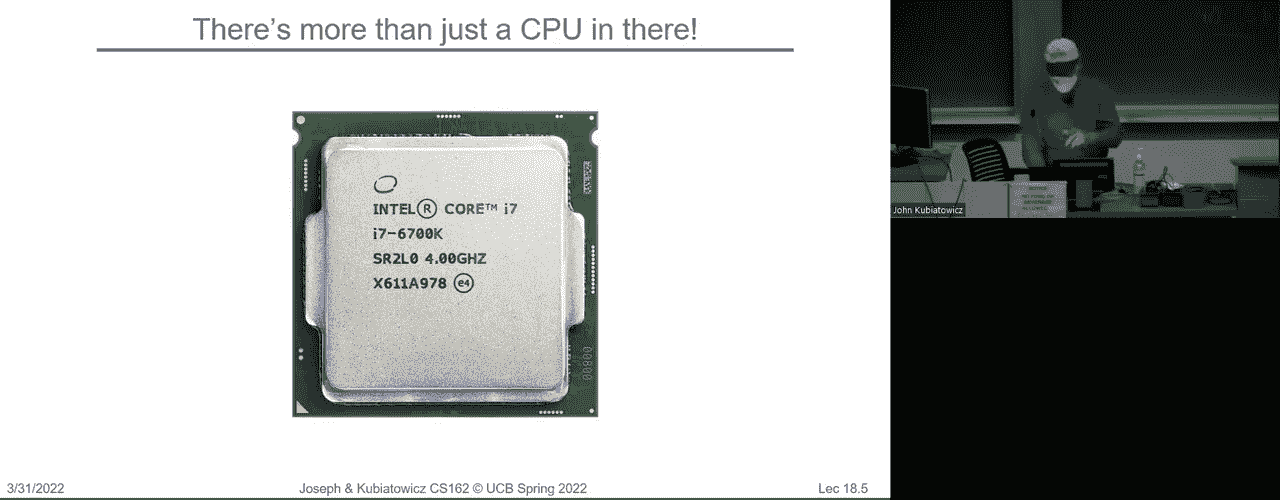 There's more than just a CPU in there!
INTEL® CORE™ i7
i7-6700K
SR2L0 4.00GHZ
X611A978 e4
John Kubiatowicz
3/31/2022
Joseph & Kubiatowicz CS162 © UCB Spring 2022
Lec 18.5